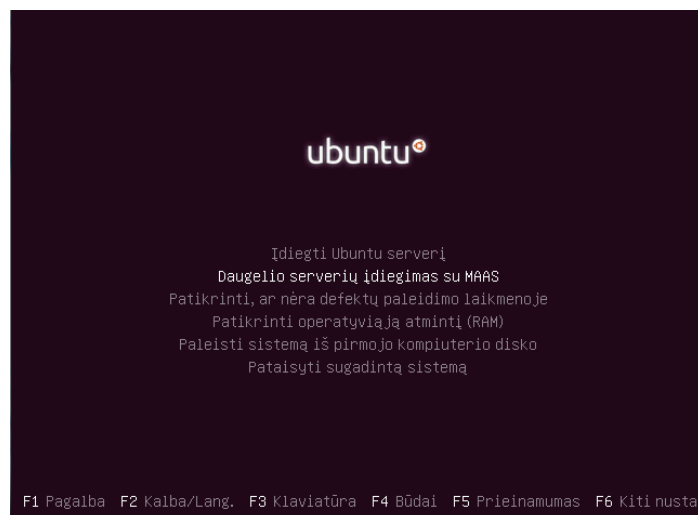 ubuntu
Įdiegti Ubuntu serverį
Daugelio serverių įdiegimas su MAAS
Patikrinti, ar nėra defektų paleidimo laikmenoje
Patikrinti operatyviąją atmintį (RAM)
Paleisti sistemą iš pirmojo kompiuterio disko
Pataisyti sugadintą sistemą
F1 Pagalba F2 Kalba/Lang. F3 Klaviatūra F4 Būdai F5 Prieinamumas F6 Kiti nusta